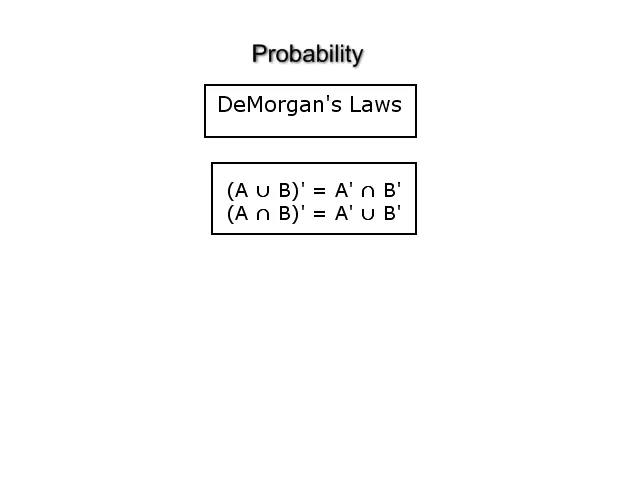 Probability
DeMorgan's Laws
(A ∪ B)' = A' ∩ B'
(A ∩ B)' = A' ∪ B'